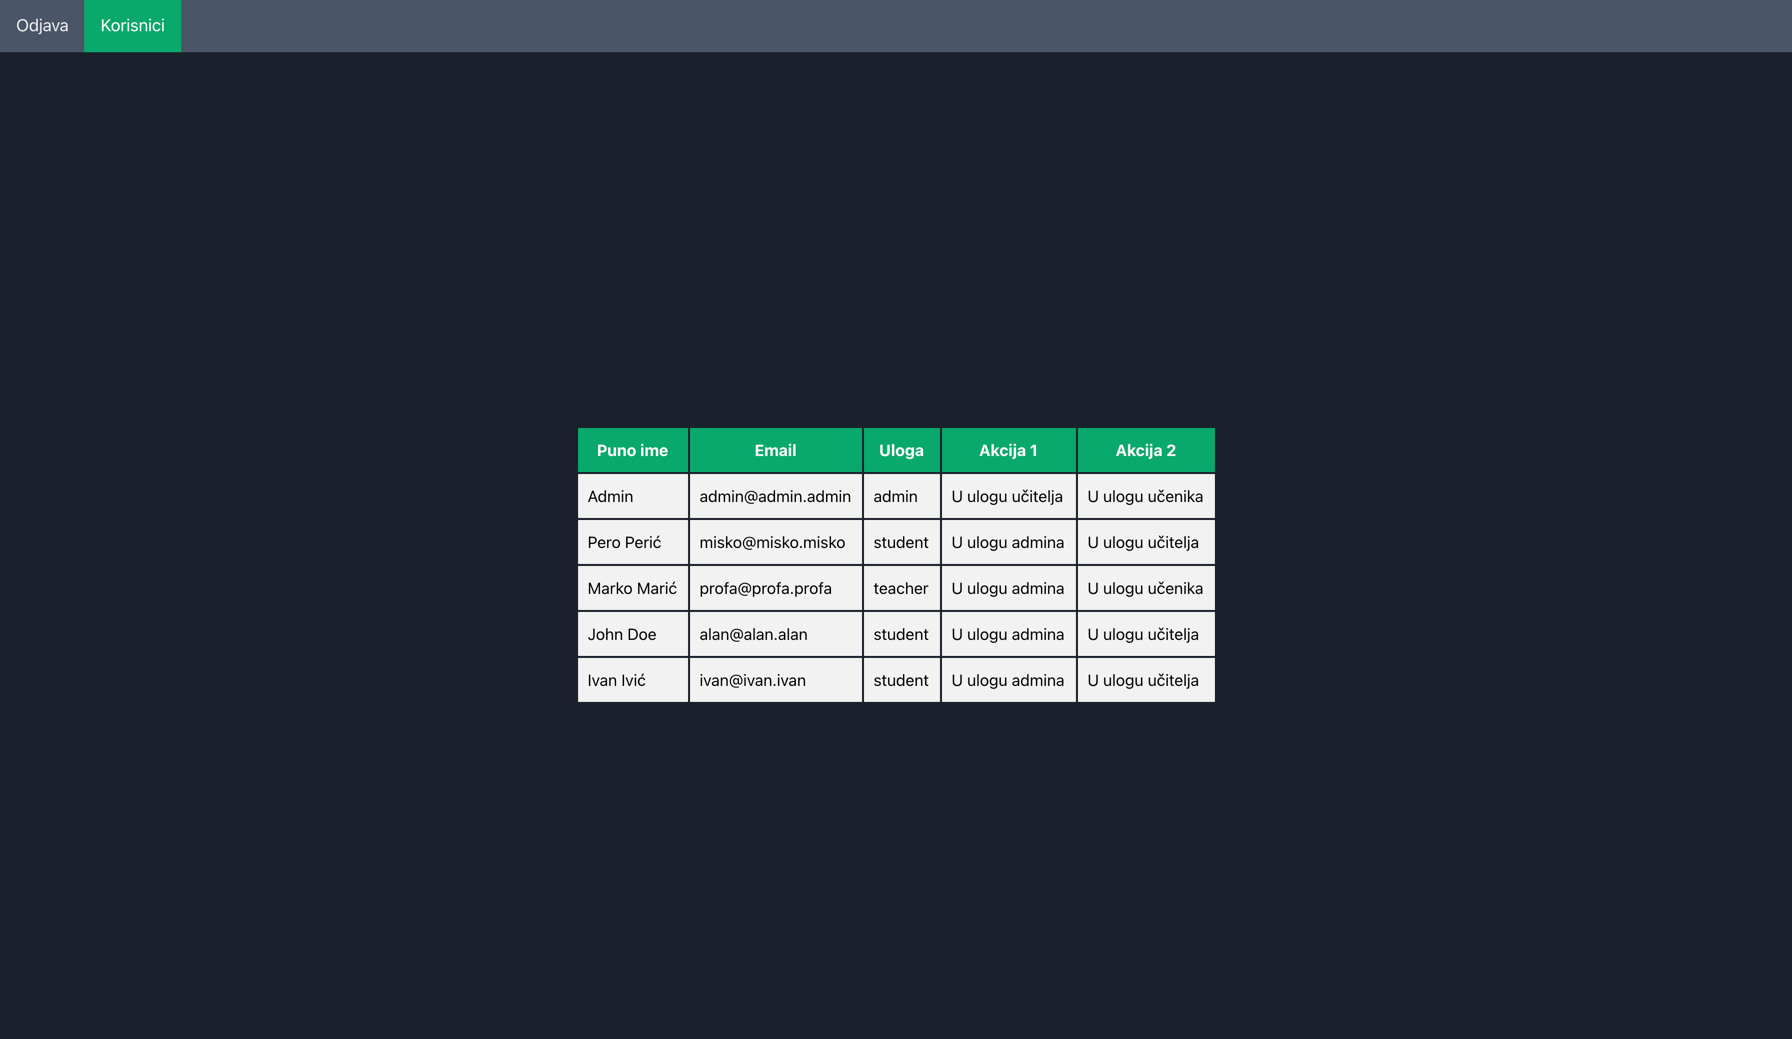 Odjava Korisnici
Puno ime Email Uloga Akcija 1 Akcija 2
Admin admin@admin.admin admin U ulogu učitelja U ulogu učenika
Pero Perić misko@misko.misko student U ulogu admina U ulogu učitelja
Marko Marić profa@profa.profa teacher U ulogu admina U ulogu učenika
John Doe alan@alan.alan student U ulogu admina U ulogu učitelja
Ivan Ivić ivan@ivan.ivan student U ulogu admina U ulogu učitelja